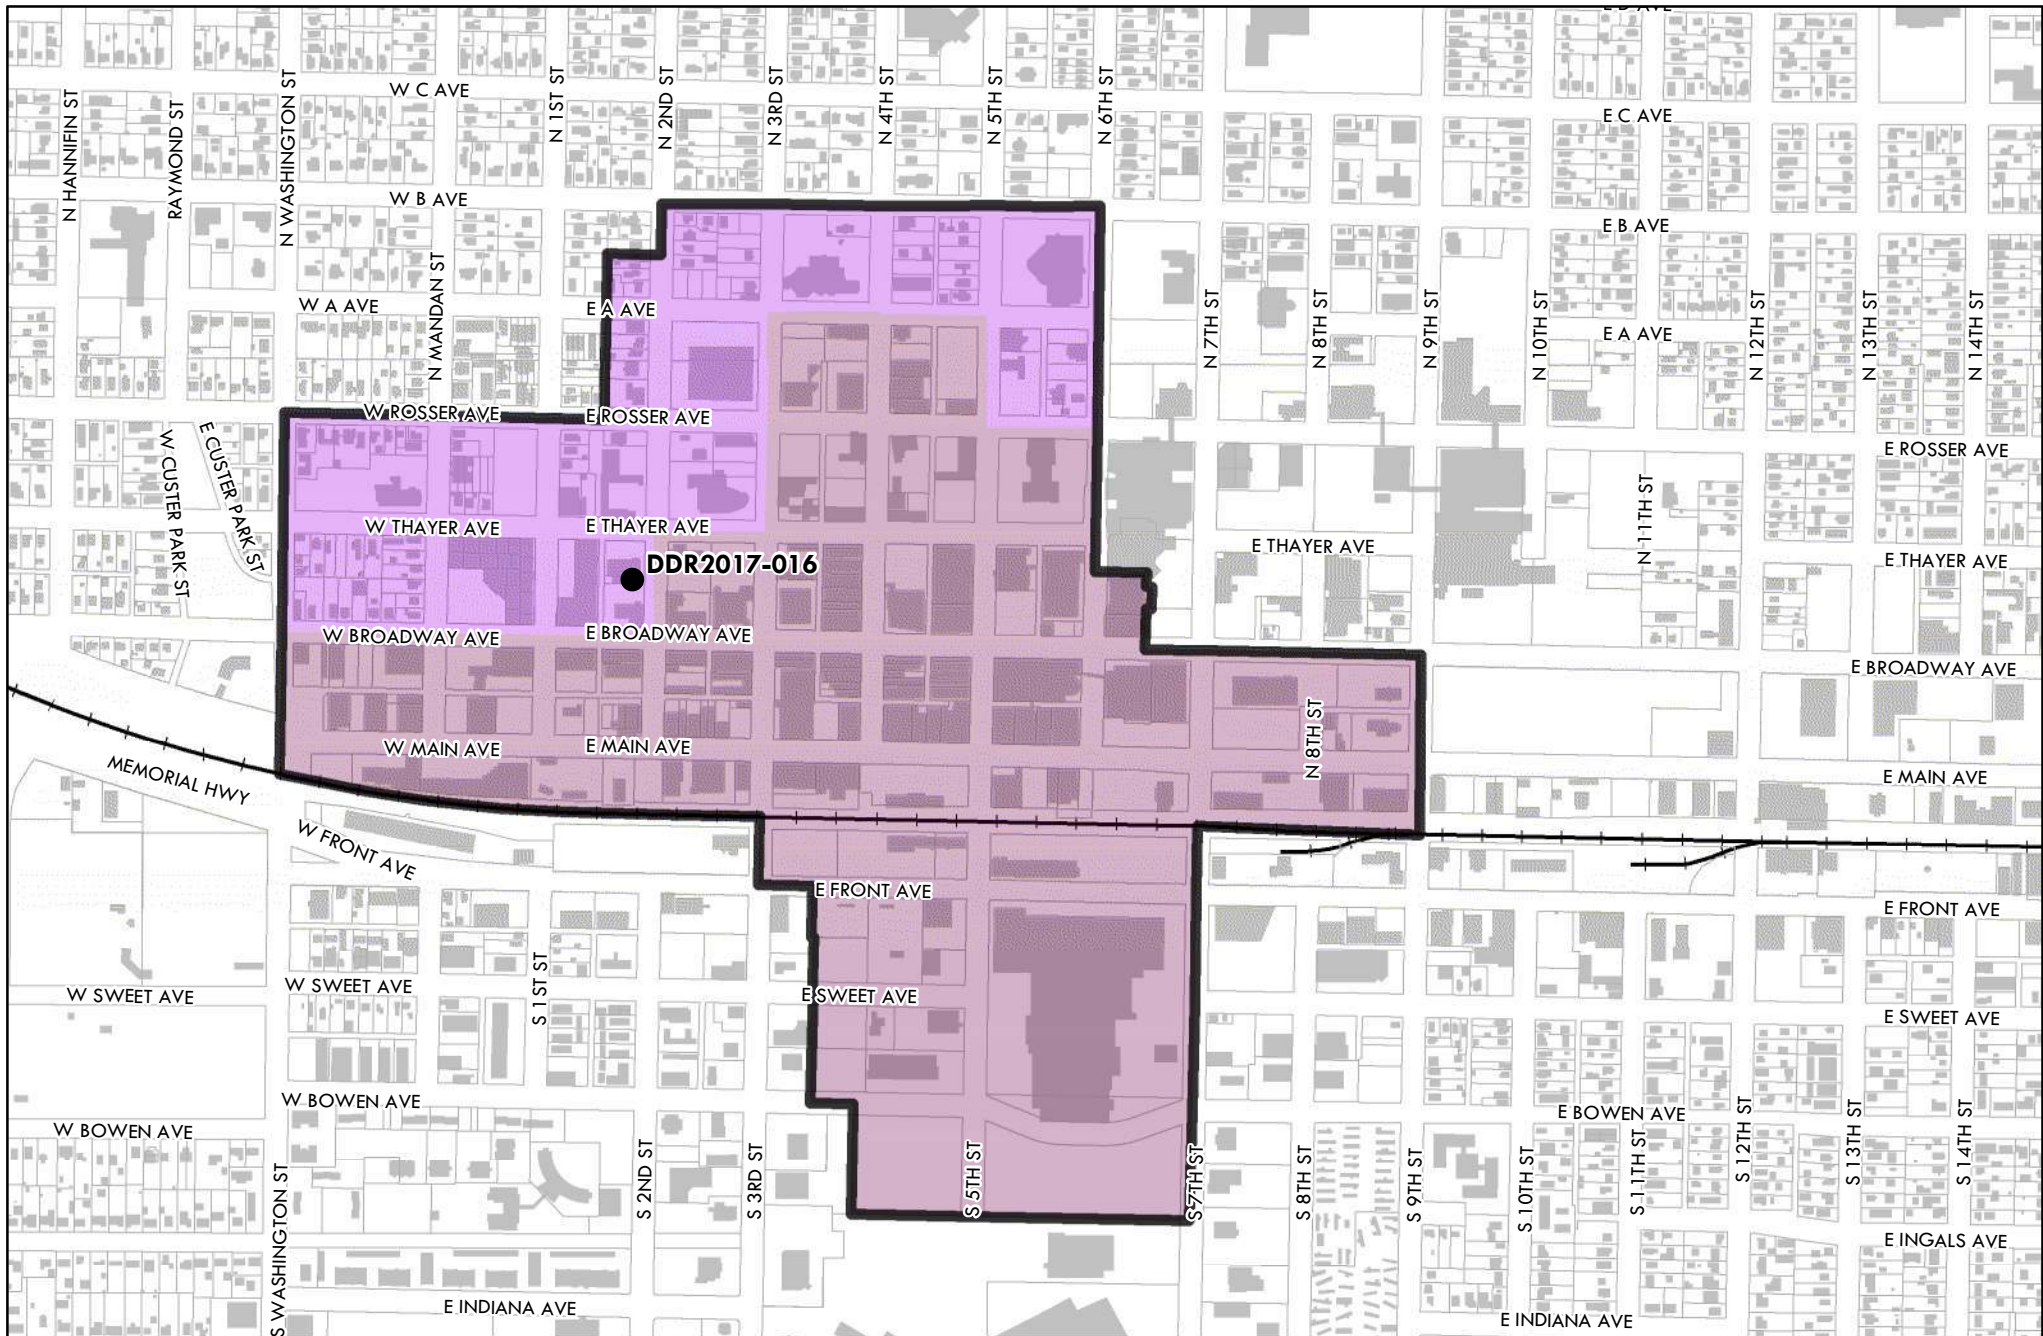 E D AVE
W C AVE
E C AVE
N HANNIFIN ST
RAYMOND ST
N WASHINGTON ST
N 1ST ST
N 2ND ST
N 3RD ST
N 4TH ST
N 5TH ST
N 6TH ST
W B AVE
E B AVE
N MANDAN ST
W A AVE
E A AVE
E A AVE
N 7TH ST
N 8TH ST
N 9TH ST
N 10TH ST
N 12TH ST
N 13TH ST
N 14TH ST
W ROSSER AVE
E ROSSER AVE
E ROSSER AVE
W CUSTER PARK ST
E CUSTER PARK ST
N 11TH ST
W THAYER AVE
E THAYER AVE
E THAYER AVE
E THAYER AVE
DDR2017-016
W BROADWAY AVE
E BROADWAY AVE
E BROADWAY AVE
N 8TH ST
W MAIN AVE
E MAIN AVE
E MAIN AVE
MEMORIAL HWY
W FRONT AVE
E FRONT AVE
E FRONT AVE
S 1ST ST
W SWEET AVE
W SWEET AVE
E SWEET AVE
E SWEET AVE
W BOWEN AVE
W BOWEN AVE
E BOWEN AVE
S WASHINGTON ST
S 2ND ST
S 3RD ST
S 5TH ST
S 7TH ST
S 8TH ST
S 9TH ST
S 10TH ST
S 11TH ST
S 12TH ST
S 13TH ST
S 14TH ST
E INGALS AVE
E INDIANA AVE
E INDIANA AVE